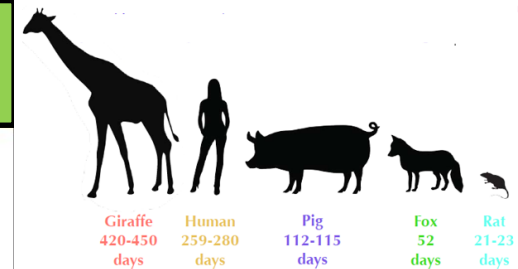 Giraffe
420-450
days
Human
259-280
days
Pig
112-115
days
Fox
52
days
Rat
21-23
days